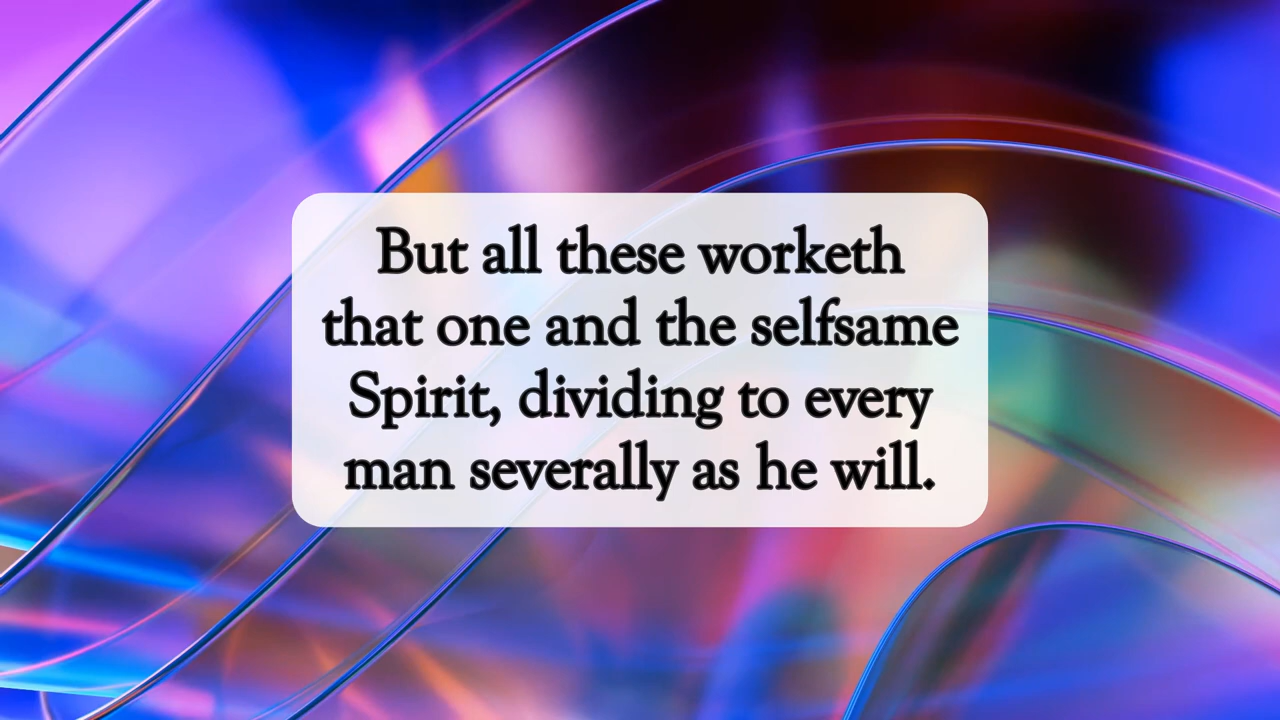 But all these worketh
that one and the selfsame
Spirit, dividing to every
man severally as he will.